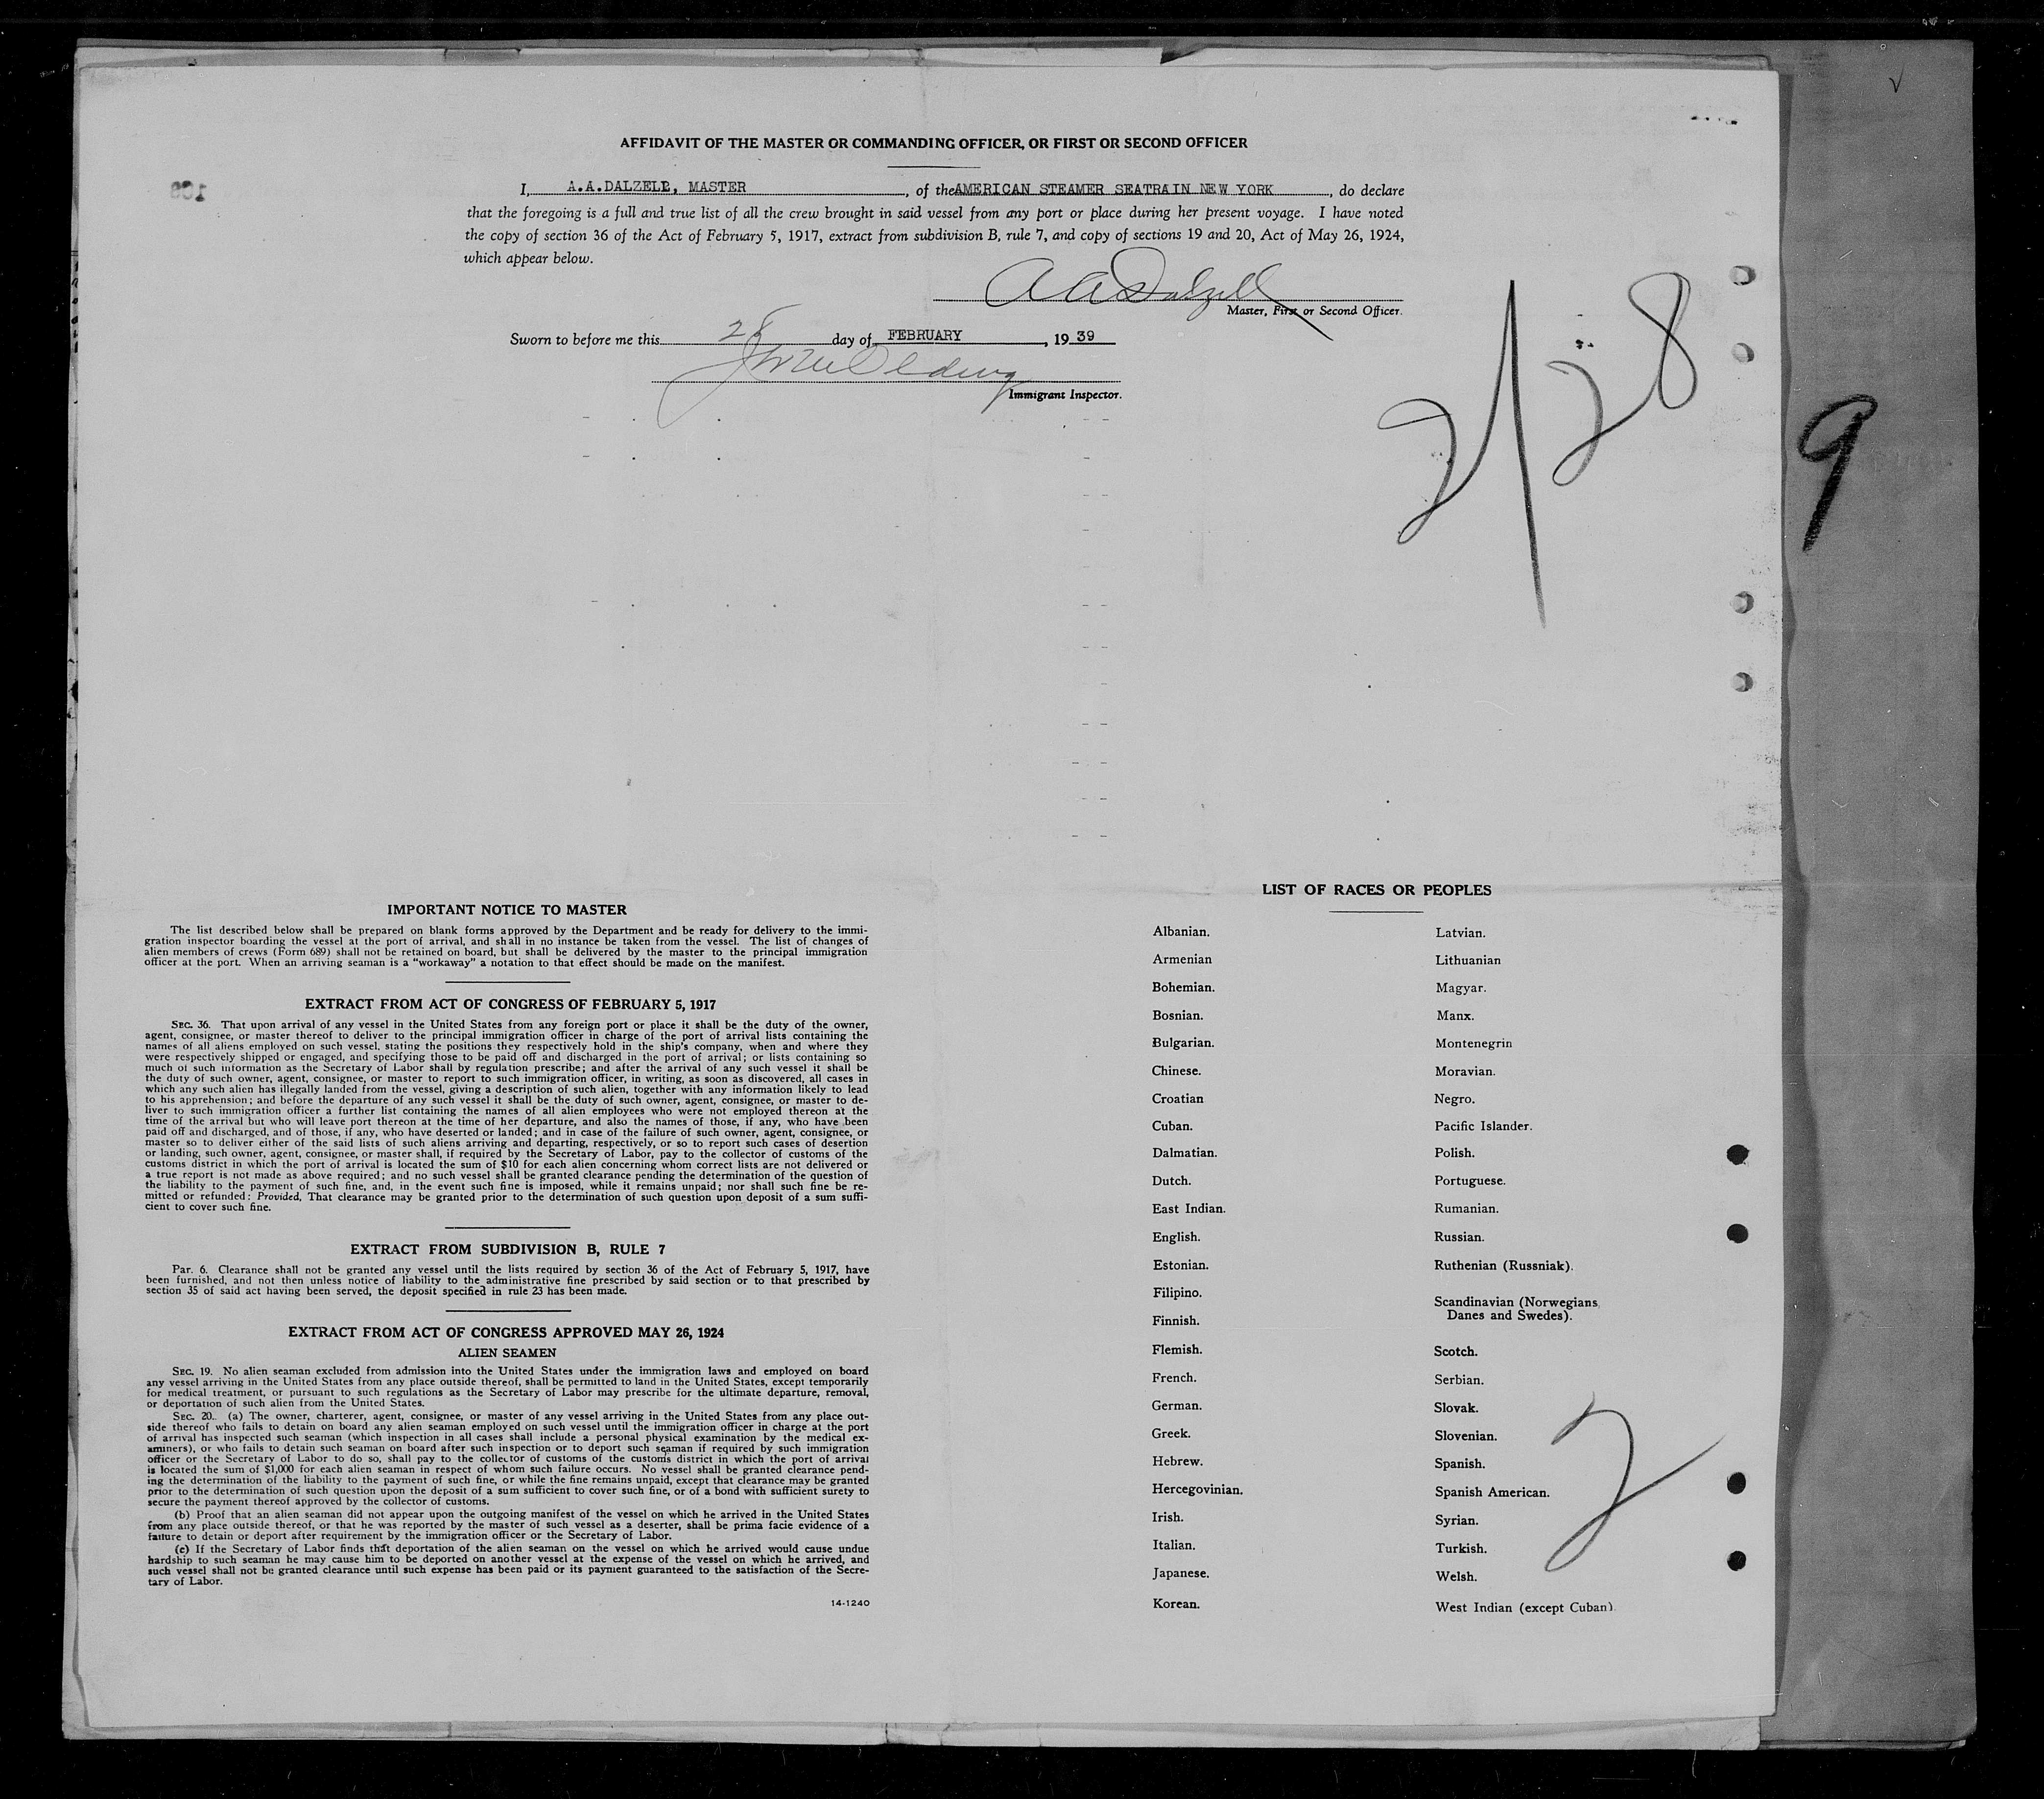 AFFIDAVIT OF THE MASTER OR COMMANDING OFFICER, OR FIRST OR SECOND OFFICER
I, A.A.DALZELL, MASTER, of the AMERICAN STEAMER SEATRAIN NEW YORK, do declare
that the foregoing is a full and true list of all the crew brought in said vessel from any port or place during her present voyage. I have noted
the copy of section 36 of the Act of February 5, 1917, extract from subdivision B, rule 7, and copy of sections 19 and 20, Act of May 26, 1924,
which appear below.
A A Dalzell
Master, First or Second Officer.
Sworn to before me this 28 day of FEBRUARY, 19 39
Immigrant Inspector.
2/28
9
IMPORTANT NOTICE TO MASTER
The list described below shall be prepared on blank forms approved by the Department and be ready for delivery to the immi-
gration inspector boarding the vessel at the port of arrival, and shall in no instance be taken from the vessel. The list of changes of
alien members of crews (Form 689) shall not be retained on board, but shall be delivered by the master to the principal immigration
officer at the port. When an arriving seaman is a "workaway" a notation to that effect should be made on the manifest.
EXTRACT FROM ACT OF CONGRESS OF FEBRUARY 5, 1917
SEC. 36. That upon arrival of any vessel in the United States from any foreign port or place it shall be the duty of the owner,
agent, consignee, or master thereof to deliver to the principal immigration officer in charge of the port of arrival lists containing the
names of all aliens employed on such vessel, stating the positions they respectively hold in the ship's company, when and where they
were respectively shipped or engaged, and specifying those to be paid off and discharged in the port of arrival; or lists containing so
much of such information as the Secretary of Labor shall by regulation prescribe; and after the arrival of any such vessel it shall be
the duty of such owner, agent, consignee, or master to report to such immigration officer, in writing, as soon as discovered, all cases in
which any such alien has illegally landed from the vessel, giving a description of such alien, together with any information likely to lead
to his apprehension; and before the departure of any such vessel it shall be the duty of such owner, agent, consignee, or master to de-
liver to such immigration officer a further list containing the names of all alien employees who were not employed thereon at the
time of the arrival but who will leave port thereon at the time of her departure, and also the names of those, if any, who have been
paid off and discharged, and of those, if any, who have deserted or landed; and in case of the failure of such owner, agent, consignee, or
master so to deliver either of the said lists of such aliens arriving and departing, respectively, or so to report such cases of desertion
or landing, such owner, agent, consignee, or master shall, if required by the Secretary of Labor, pay to the collector of customs of the
customs district in which the port of arrival is located the sum of $10 for each alien concerning whom correct lists are not delivered or
a true report is not made as above required; and no such vessel shall be granted clearance pending the determination of the question of
the liability to the payment of such fine, and, in the event such fine is imposed, while it remains unpaid; nor shall such fine be re-
mitted or refunded: Provided, That clearance may be granted prior to the determination of such question upon deposit of a sum suffi-
cient to cover such fine.
EXTRACT FROM SUBDIVISION B, RULE 7
Par. 6. Clearance shall not be granted any vessel until the lists required by section 36 of the Act of February 5, 1917, have
been furnished, and not then unless notice of liability to the administrative fine prescribed by said section or to that prescribed by
section 35 of said act having been served, the deposit specified in rule 23 has been made.
EXTRACT FROM ACT OF CONGRESS APPROVED MAY 26, 1924
ALIEN SEAMEN
SEC. 19. No alien seaman excluded from admission into the United States under the immigration laws and employed on board
any vessel arriving in the United States from any place outside thereof, shall be permitted to land in the United States, except temporarily
for medical treatment, or pursuant to such regulations as the Secretary of Labor may prescribe for the ultimate departure, removal,
or deportation of such alien from the United States.
SEC. 20. (a) The owner, charterer, agent, consignee, or master of any vessel arriving in the United States from any place out-
side thereof who fails to detain on board any alien seaman employed on such vessel until the immigration officer in charge at the port
of arrival has inspected such seaman (which inspection in all cases shall include a personal physical examination by the medical ex-
aminers), or who fails to detain such seaman on board after such inspection or to deport such seaman if required by such immigration
officer or the Secretary of Labor to do so, shall pay to the collector of customs of the customs district in which the port of arrival
is located the sum of $1,000 for each alien seaman in respect of whom such failure occurs. No vessel shall be granted clearance pend-
ing the determination of the liability to the payment of such fine, or while the fine remains unpaid, except that clearance may be granted
prior to the determination of such question upon the deposit of a sum sufficient to cover such fine, or of a bond with sufficient surety to
secure the payment thereof approved by the collector of customs.
(b) Proof that an alien seaman did not appear upon the outgoing manifest of the vessel on which he arrived in the United States
from any place outside thereof, or that he was reported by the master of such vessel as a deserter, shall be prima facie evidence of a
failure to detain or deport after requirement by the immigration officer or the Secretary of Labor.
(c) If the Secretary of Labor finds that deportation of the alien seaman on the vessel on which he arrived would cause undue
hardship to such seaman he may cause him to be deported on another vessel at the expense of the vessel on which he arrived, and
such vessel shall not be granted clearance until such expense has been paid or its payment guaranteed to the satisfaction of the Secre-
tary of Labor.
14-1240
LIST OF RACES OR PEOPLES
Albanian.
Armenian
Bohemian.
Bosnian.
Bulgarian.
Chinese.
Croatian
Cuban.
Dalmatian.
Dutch.
East Indian.
English.
Estonian.
Filipino.
Finnish.
Flemish.
French.
German.
Greek.
Hebrew.
Hercegovinian.
Irish.
Italian.
Japanese.
Korean.
Latvian.
Lithuanian
Magyar.
Manx.
Montenegrin
Moravian.
Negro.
Pacific Islander.
Polish.
Portuguese.
Rumanian.
Russian.
Ruthenian (Russniak).
Scandinavian (Norwegians,
Danes and Swedes).
Scotch.
Serbian.
Slovak.
Slovenian.
Spanish.
Spanish American.
Syrian.
Turkish.
Welsh.
West Indian (except Cuban).
2